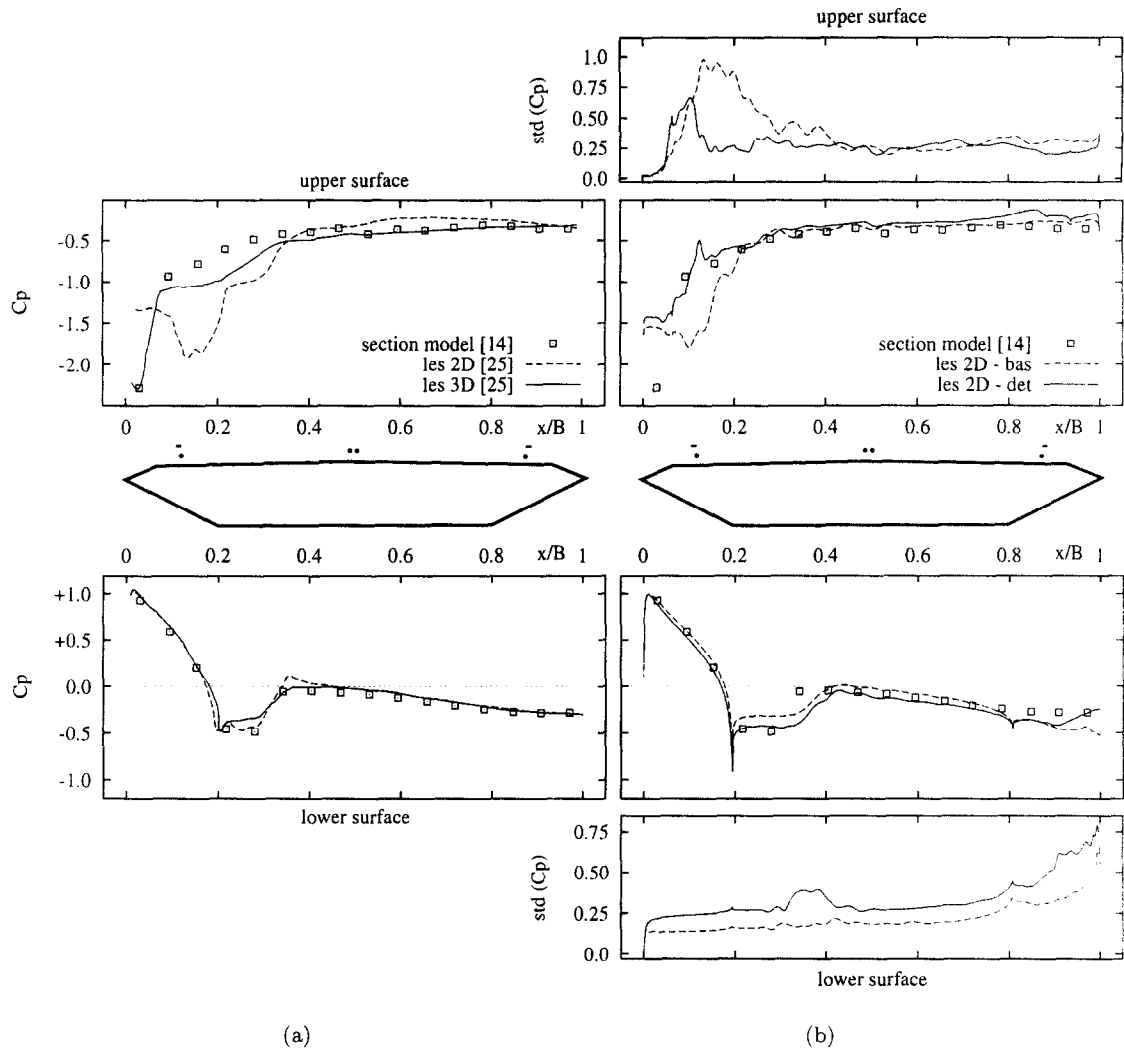 upper surface
std (Cp)
1.0
0.75
0.50
0.25
0.0
upper surface
Cp
-0.5
-1.0
-1.5
-2.0
section model [14]
les 2D [25]
les 3D [25]
section model [14]
les 2D - bas
les 2D - det
0 0.2 0.4 0.6 0.8 x/B 1
0 0.2 0.4 0.6 0.8 x/B 1
0 0.2 0.4 0.6 0.8 x/B 1
0 0.2 0.4 0.6 0.8 x/B 1
Cp
+1.0
+0.5
0.0
-0.5
-1.0
lower surface
std (Cp)
0.75
0.50
0.25
0.0
lower surface
(a)
(b)